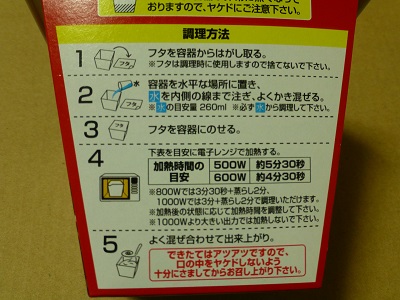 おりますので、ヤケドにご注意下さい。
調理方法
1
フタを容器からはがし取る。
※フタは調理時に使用しますので捨てないで下さい。
フタ
2
容器を水平な場所に置き、
水を内側の線まで注ぎ、よくかき混ぜる。
※水の目安量 260ml ※必ず水から調理して下さい。
水
フタ
3
フタを容器にのせる。
フタ
4
下表を目安に電子レンジで加熱する。
加熱時間の目安
500W 約5分30秒
600W 約4分30秒
※800Wでは3分30秒+蒸らし2分、
1000Wでは3分+蒸らし2分で調理いただけます。
※加熱後の状態に応じて加熱時間を調整して下さい。
※1000Wより大きい出力では加熱しないで下さい。
5
よく混ぜ合わせて出来上がり。
できたてはアツアツですので、
口の中をヤケドしないよう
十分にさましてからお召し上がり下さい。